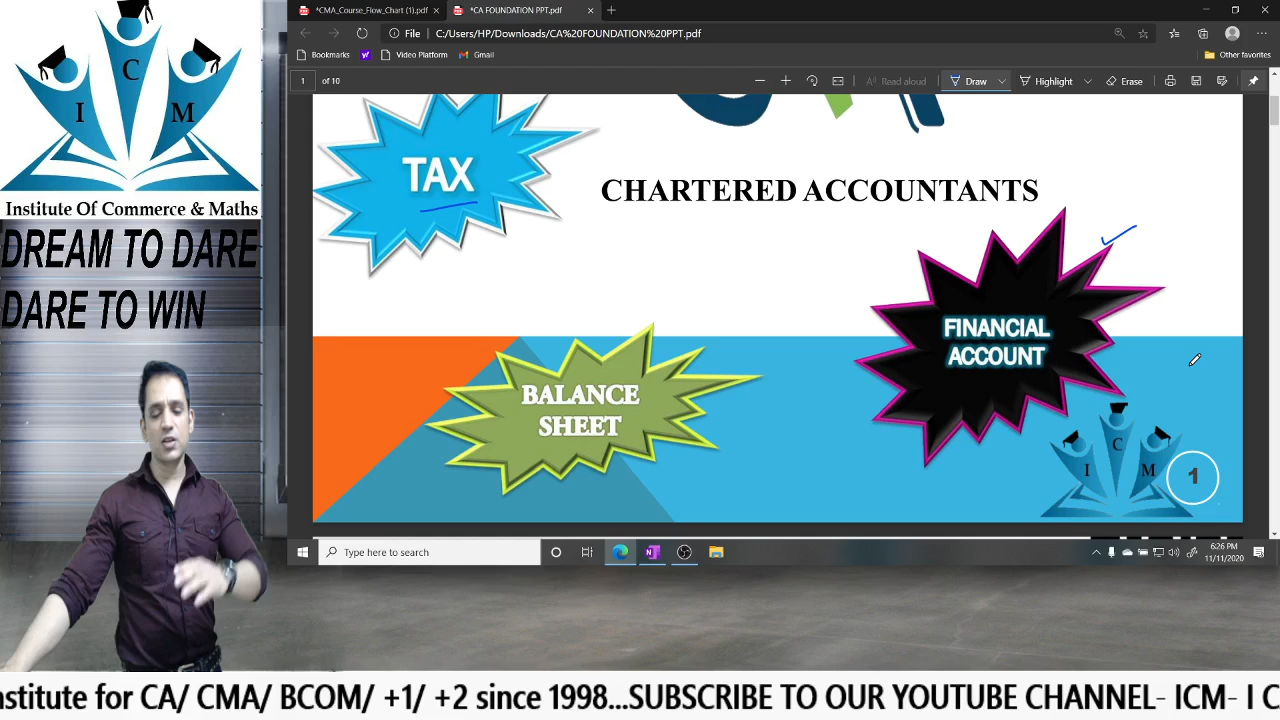 C
I
M
Institute Of Commerce & Maths
DREAM TO DARE
DARE TO WIN
*CMA_Course_Flow_Chart (1).pdf
*CA FOUNDATION PPT.pdf
File
C:/Users/HP/Downloads/CA%20FOUNDATION%20PPT.pdf
Bookmarks
Video Platform
Gmail
Other favorites
1 of 10
Read aloud
Draw
Highlight
Erase
TAX
CHARTERED ACCOUNTANTS
FINANCIAL
ACCOUNT
BALANCE
SHEET
C
I
M
1
Type here to search
6:26 PM
11/11/2020
nstitute for CA/ CMA/ BCOM/ +1/ +2 since 1998...SUBSCRIBE TO OUR YOUTUBE CHANNEL- ICM- I C